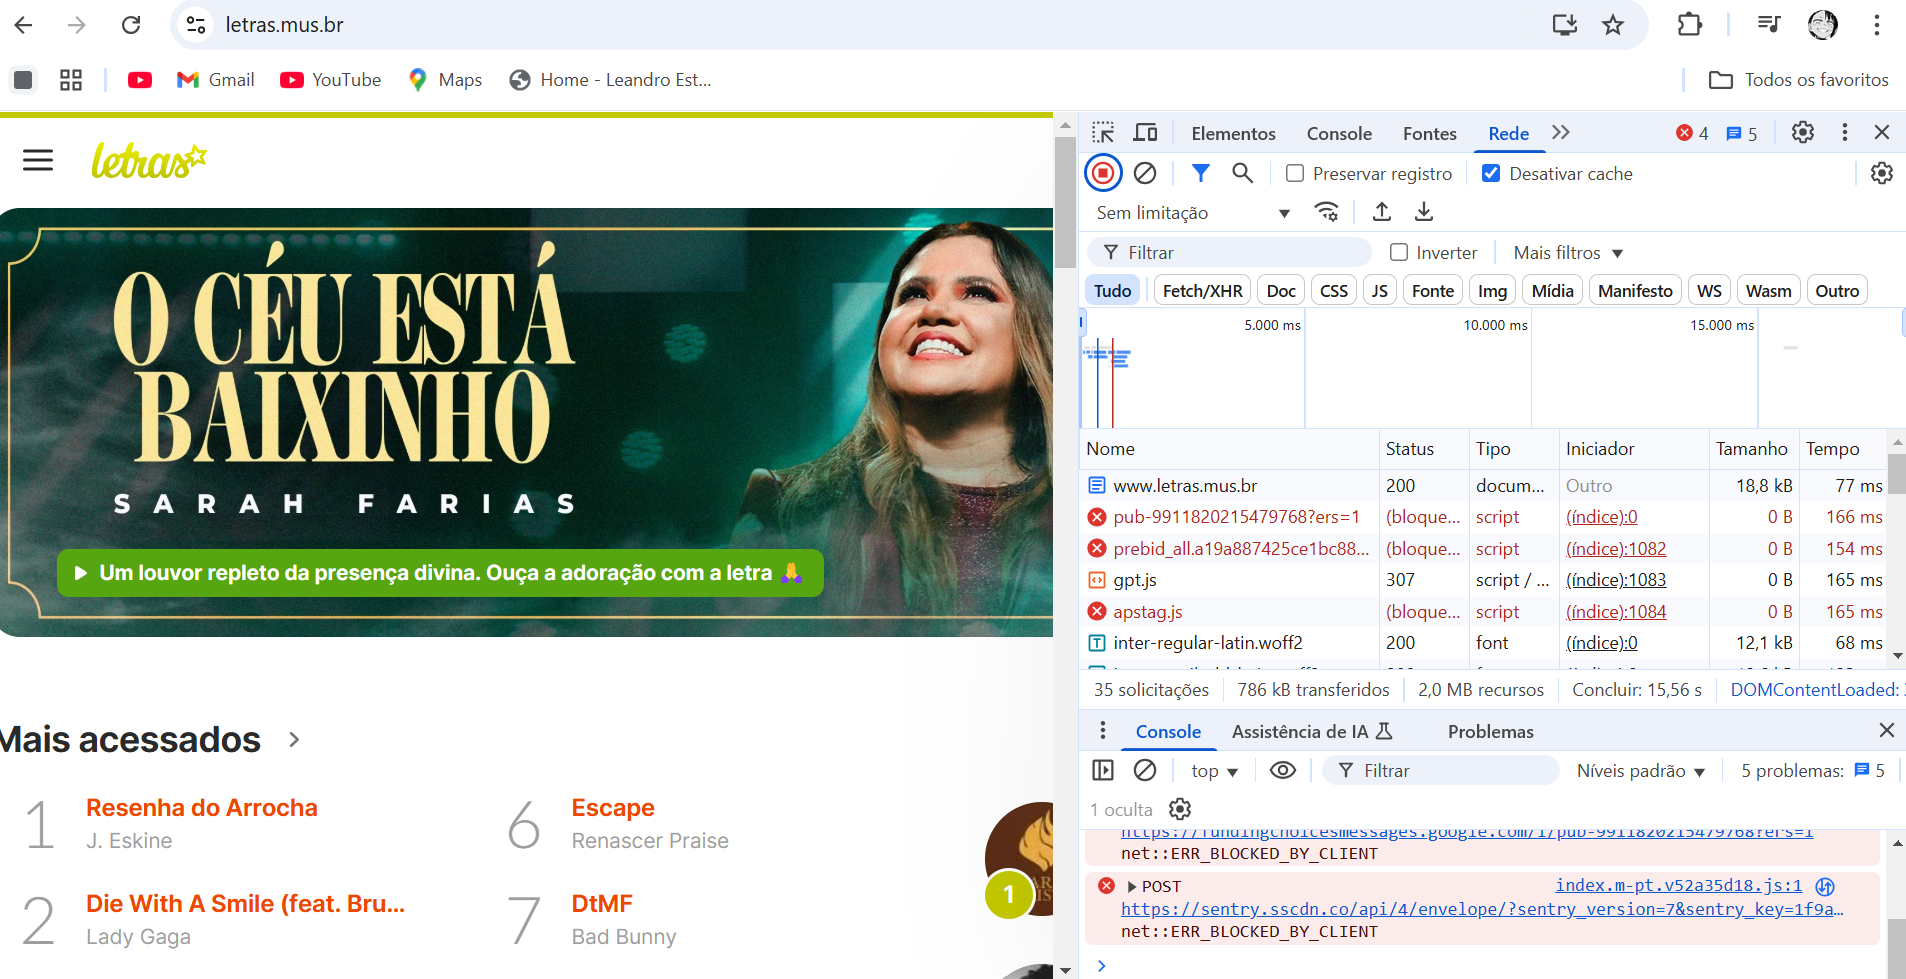 letras.mus.br
Gmail
YouTube
Maps
Home - Leandro Est...
Todos os favoritos
letras
O CÉU ESTÁ
BAIXINHO
SARAH FARIAS
Um louvor repleto da presença divina. Ouça a adoração com a letra 🙏
Mais acessados
1
Resenha do Arrocha
J. Eskine
6
Escape
Renascer Praise
2
Die With A Smile (feat. Bru...
Lady Gaga
7
DtMF
Bad Bunny
1
Elementos
Console
Fontes
Rede
4
5
Preservar registro
Desativar cache
Sem limitação
Filtrar
Inverter
Mais filtros
Tudo
Fetch/XHR
Doc
CSS
JS
Fonte
Img
Mídia
Manifesto
WS
Wasm
Outro
5.000 ms
10.000 ms
15.000 ms
Nome Status Tipo Iniciador Tamanho Tempo
www.letras.mus.br 200 docum... Outro 18,8 kB 77 ms
pub-9911820215479768?ers=1 (bloque... script (índice):0 0 B 166 ms
prebid_all.a19a887425ce1bc88... (bloque... script (índice):1082 0 B 154 ms
gpt.js 307 script / ... (índice):1083 0 B 165 ms
apstag.js (bloque... script (índice):1084 0 B 165 ms
inter-regular-latin.woff2 200 font (índice):0 12,1 kB 68 ms
35 solicitações
786 kB transferidos
2,0 MB recursos
Concluir: 15,56 s
DOMContentLoaded:
Console
Assistência de IA
Problemas
top
Filtrar
Níveis padrão
5 problemas:
5
1 oculta
https://fundingchoicesmessages.google.com/i/pub-9911820215479768?ers=1
net::ERR_BLOCKED_BY_CLIENT
POST
index.m-pt.v52a35d18.js:1
https://sentry.sscdn.co/api/4/envelope/?sentry_version=7&sentry_key=1f9a…
net::ERR_BLOCKED_BY_CLIENT